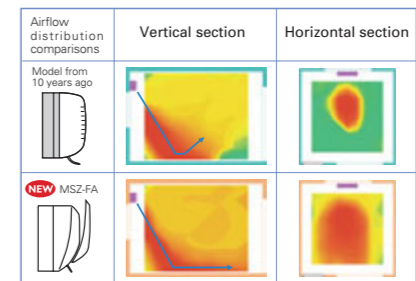 Airflow
distribution
comparisons
Vertical section
Horizontal section
Model from
10 years ago
NEW MSZ-FA